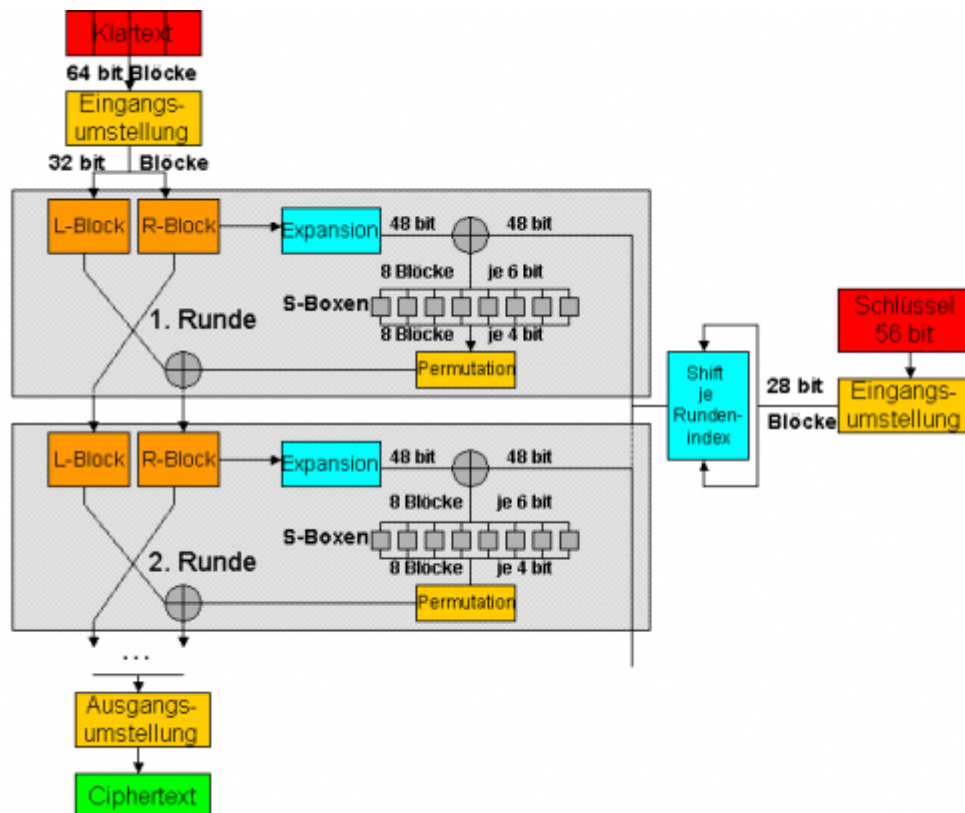 Klartext
64 bit Blöcke
Eingangs-
umstellung
32 bit Blöcke
L-Block R-Block Expansion 48 bit 48 bit
8 Blöcke je 6 bit
S-Boxen
1. Runde
8 Blöcke je 4 bit
Permutation
Schlüssel
56 bit
Shift
je
Runden-
index
28 bit
Blöcke
Eingangs-
umstellung
L-Block R-Block Expansion 48 bit 48 bit
8 Blöcke je 6 bit
S-Boxen
2. Runde
8 Blöcke je 4 bit
Permutation
...
Ausgangs-
umstellung
Ciphertext